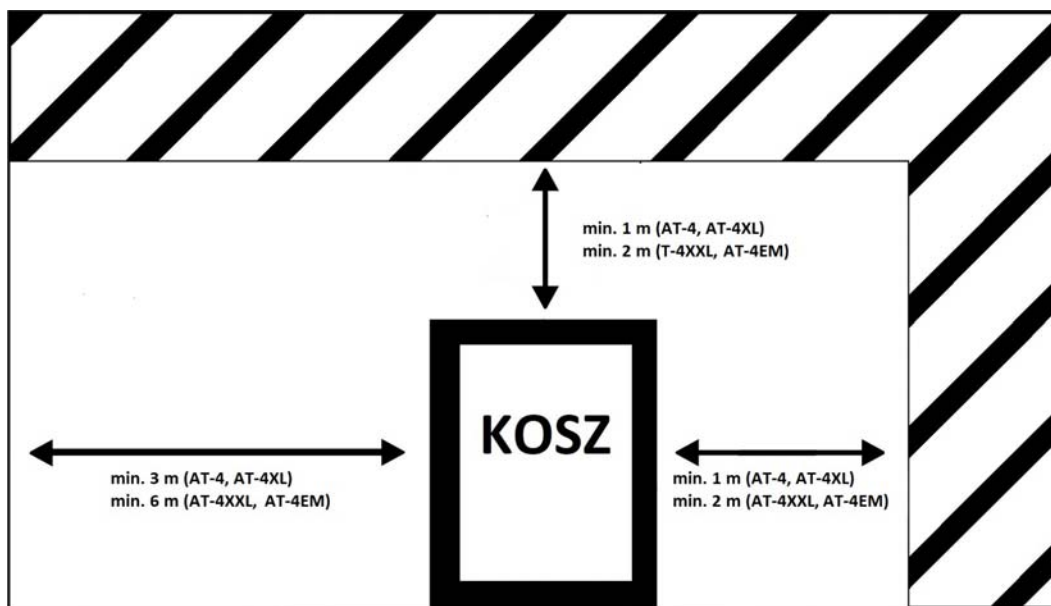 min. 1 m (AT-4, AT-4XL)
min. 2 m (T-4XXL, AT-4EM)
KOSZ
min. 3 m (AT-4, AT-4XL)
min. 6 m (AT-4XXL, AT-4EM)
min. 1 m (AT-4, AT-4XL)
min. 2 m (AT-4XXL, AT-4EM)